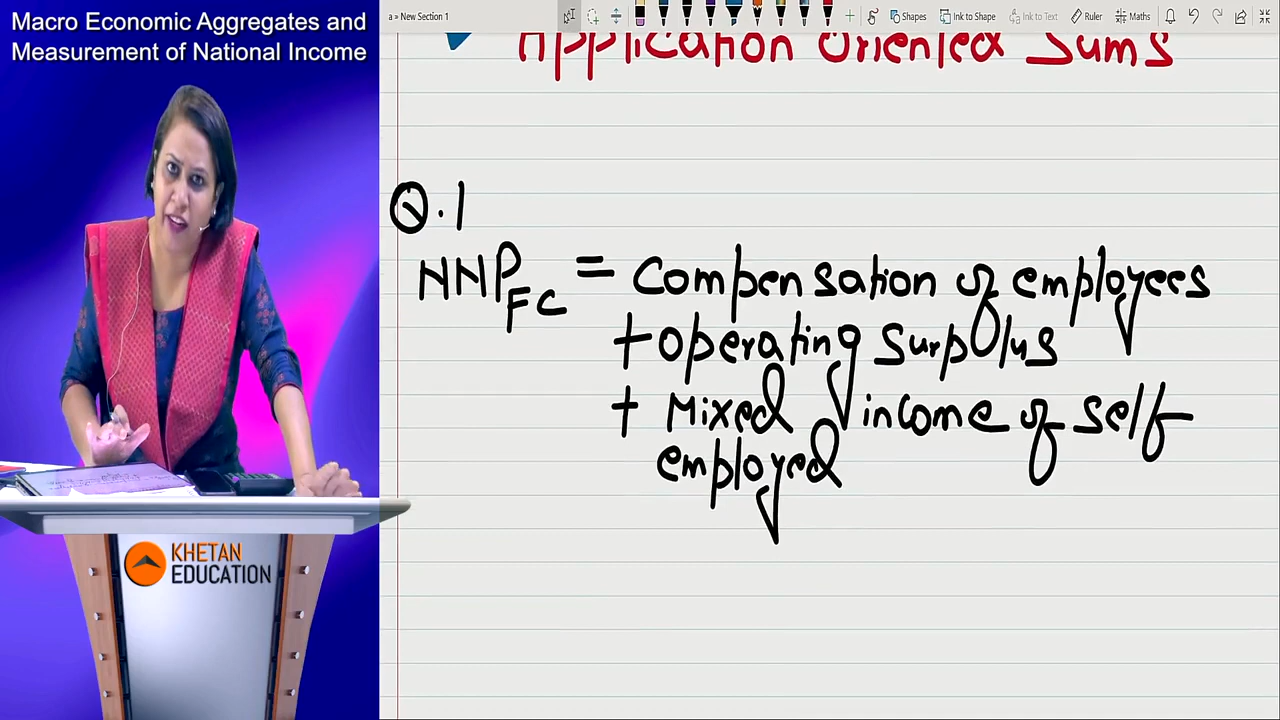 Macro Economic Aggregates and
Measurement of National Income
a » New Section 1
Shapes
Ink to Shape
Ink to Text
Ruler
Maths
Application Oriented Sums
Q.1
NNPFC = Compensation of employees
+ operating surplus
+ Mixed income of self
employed
KHETAN
EDUCATION